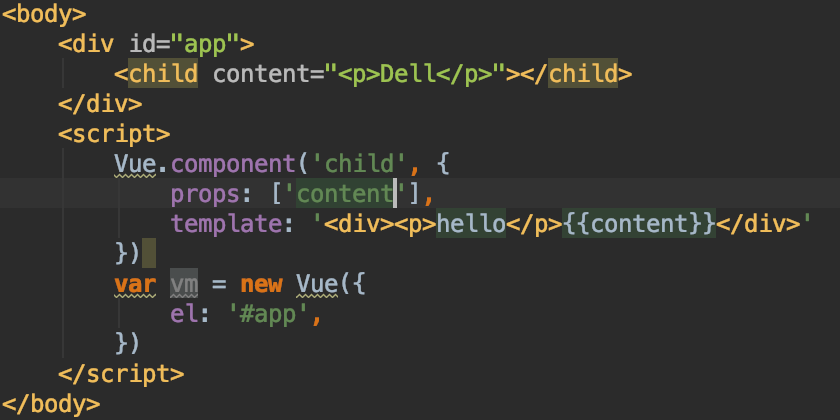 <body>
<div id="app">
<child content="<p>Dell</p>"></child>
</div>
<script>
Vue.component('child', {
props: ['content'],
template: '<div><p>hello</p>{{content}}</div>'
})
var vm = new Vue({
el: '#app',
})
</script>
</body>